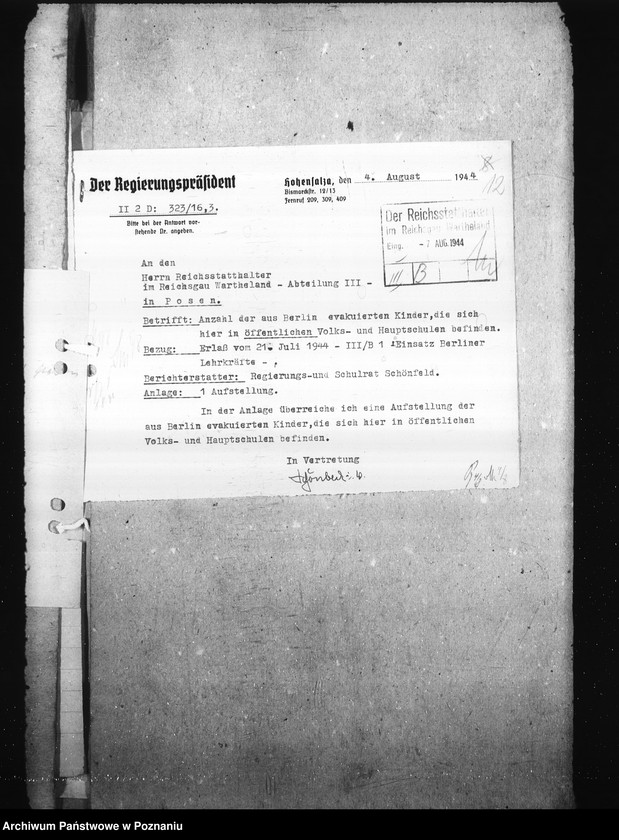 Der Regierungspräsident
II 2 D: 323/16,3.
Bitte bei der Antwort vor-
stehende Nr. angeben.
Hohensalza, den 4. August 1944
Bismarckstr. 12/13
Fernruf 209, 309, 409
12
Der Reichsstatthalter
im Reichsgau Wartheland
Eing. - 7 AUG. 1944
III B
An den
Herrn Reichsstatthalter
im Reichsgau Wartheland - Abteilung III -
in Posen.
Betrifft: Anzahl der aus Berlin evakuierten Kinder,die sich
hier in öffentlichen Volks- und Hauptschulen befinden.
Bezug: Erlaß vom 21. Juli 1944 - III/B 1 -Einsatz Berliner
Lehrkräfte - .
Berichterstatter: Regierungs-und Schulrat Schönfeld.
Anlage: 1 Aufstellung.
In der Anlage überreiche ich eine Aufstellung der
aus Berlin evakuierten Kinder,die sich hier in öffentlichen
Volks- und Hauptschulen befinden.
In Vertretung
Archiwum Państwowe w Poznaniu